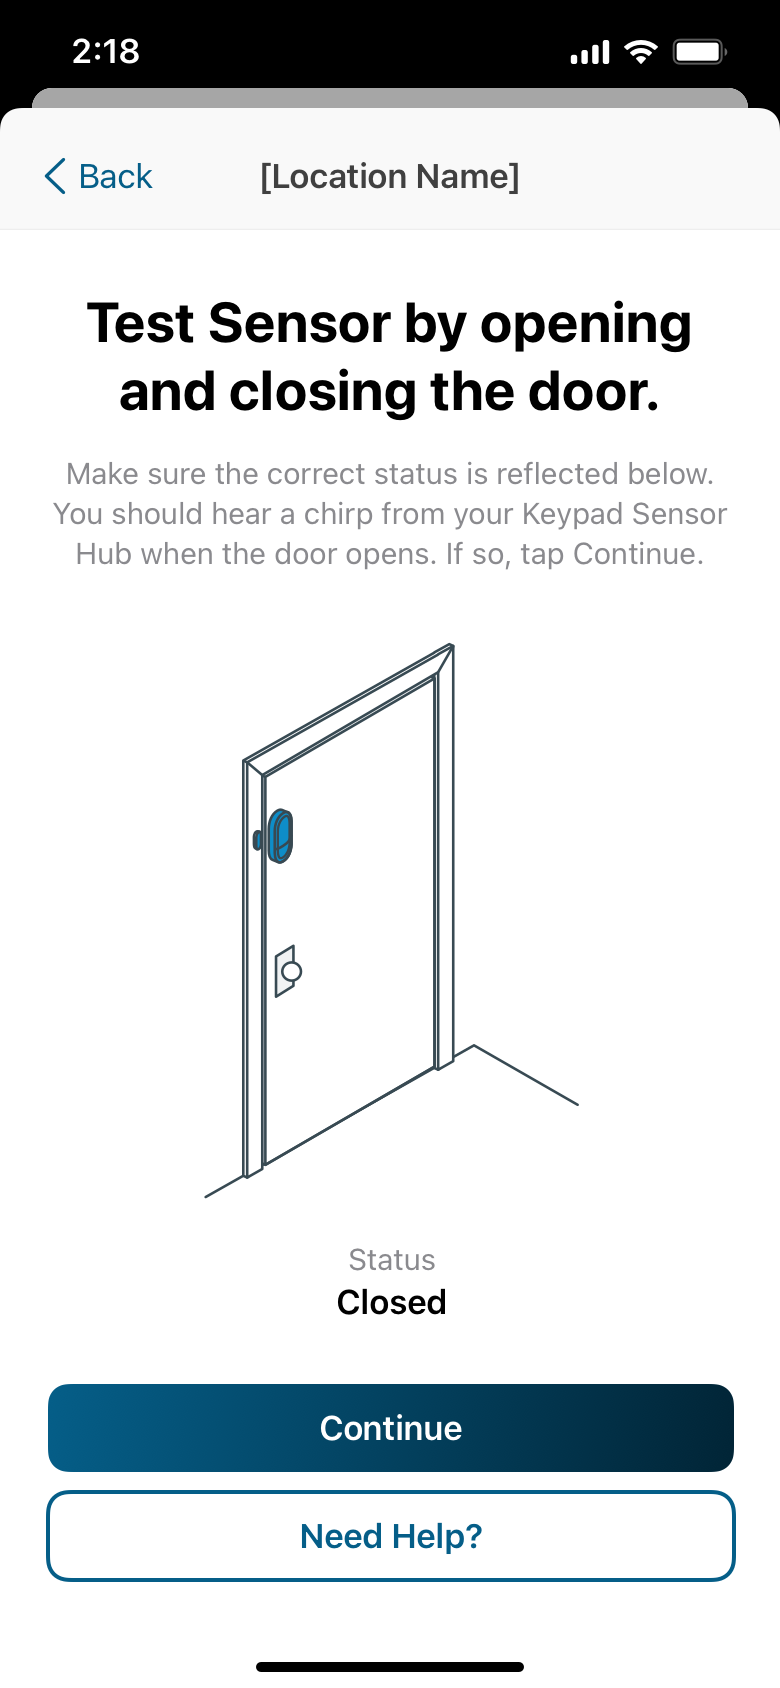 2:18
Back
[Location Name]
Test Sensor by opening
and closing the door.
Make sure the correct status is reflected below.
You should hear a chirp from your Keypad Sensor
Hub when the door opens. If so, tap Continue.
Status
Closed
Continue
Need Help?